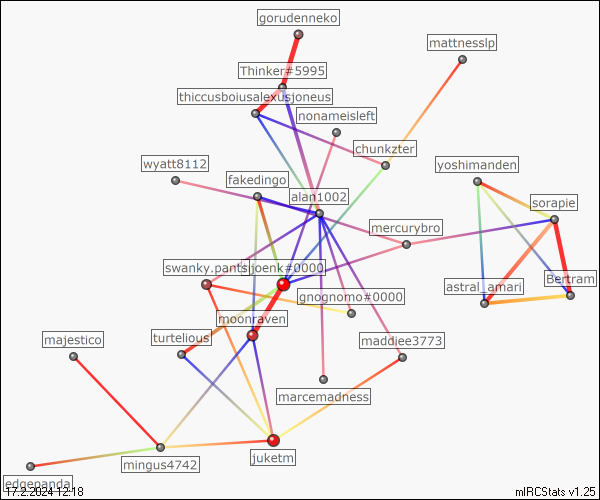 gorudenneko
mattnesslp
Thinker#5995
thiccusboiusalexusjoneus
nonameisleft
chunkzter
wyatt8112
yoshimanden
fakedingo
alan1002
sorapie
mercurybro
swanky.pants
joenk#0000
astral_amari
Bertram
gnognomo#0000
moonraven
majestico
turtelious
maddiee3773
marcemadness
mingus4742
juketm
edgepanda
17.2.2024 12:18
mIRCStats v1.25